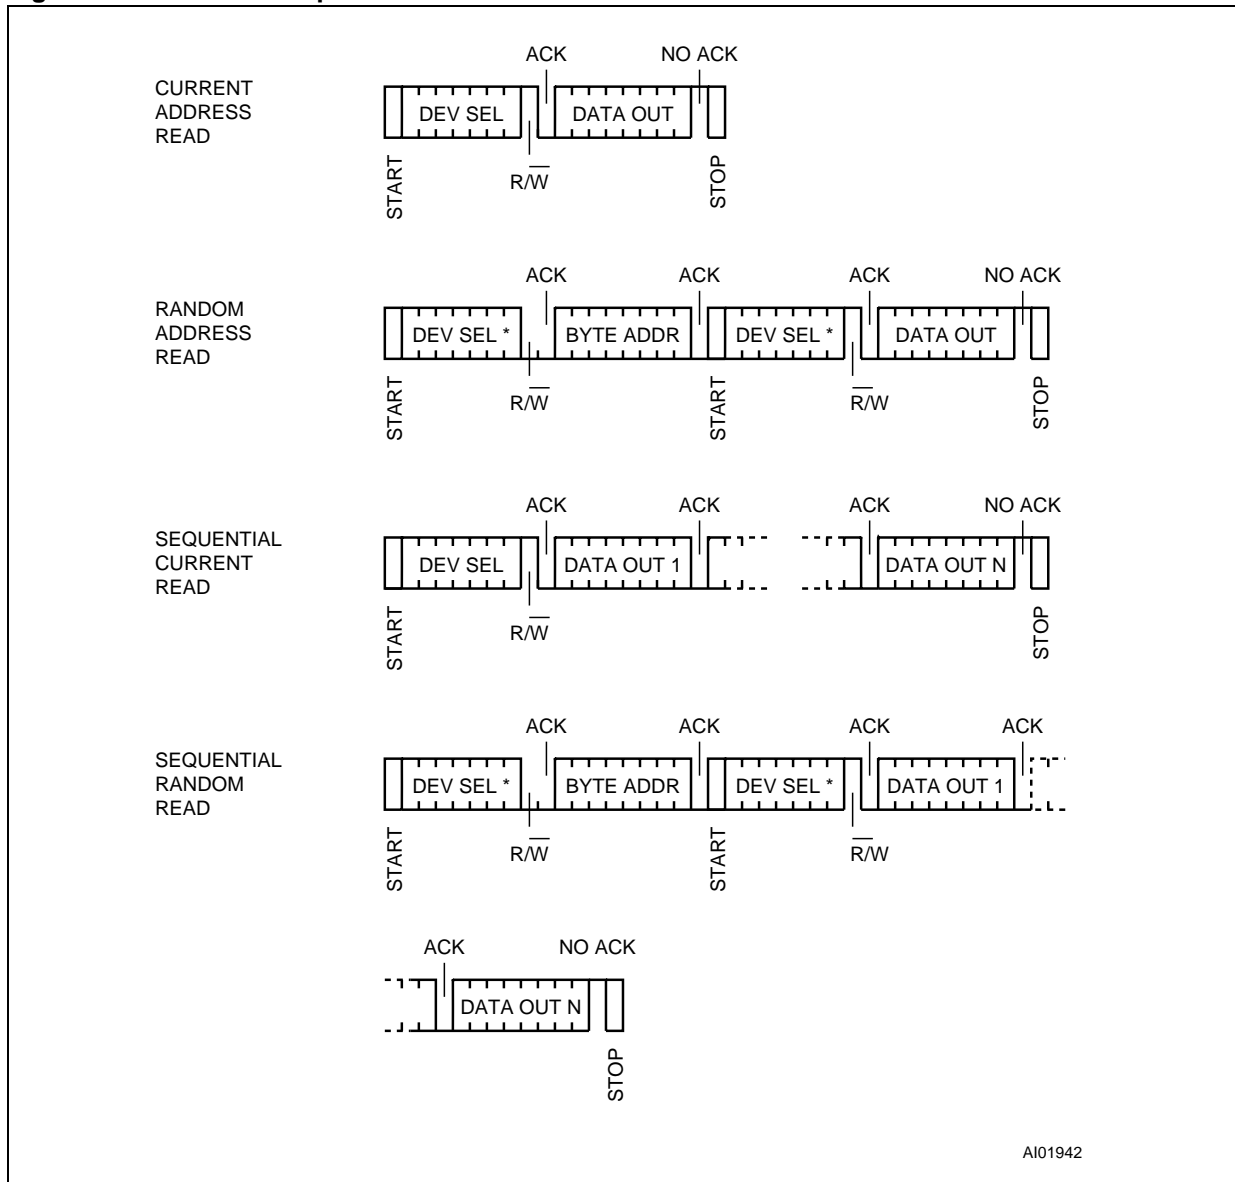 ACK NO ACK
CURRENT
ADDRESS
READ
DEV SEL DATA OUT
START R/W̅ STOP
ACK ACK ACK NO ACK
RANDOM
ADDRESS
READ
DEV SEL * BYTE ADDR DEV SEL * DATA OUT
START R/W̅ START R̅/W STOP
ACK ACK ACK NO ACK
SEQUENTIAL
CURRENT
READ
DEV SEL DATA OUT 1 DATA OUT N
START R/W̅ STOP
ACK ACK ACK ACK
SEQUENTIAL
RANDOM
READ
DEV SEL * BYTE ADDR DEV SEL * DATA OUT 1
START R/W̅ START R̅/W
ACK NO ACK
DATA OUT N
STOP
AI01942